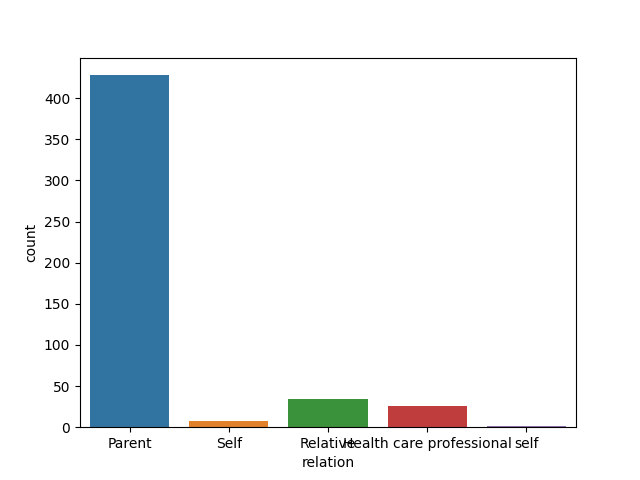 count
400
350
300
250
200
150
100
50
0
Parent
Self
Relative
Health care professional
self
relation